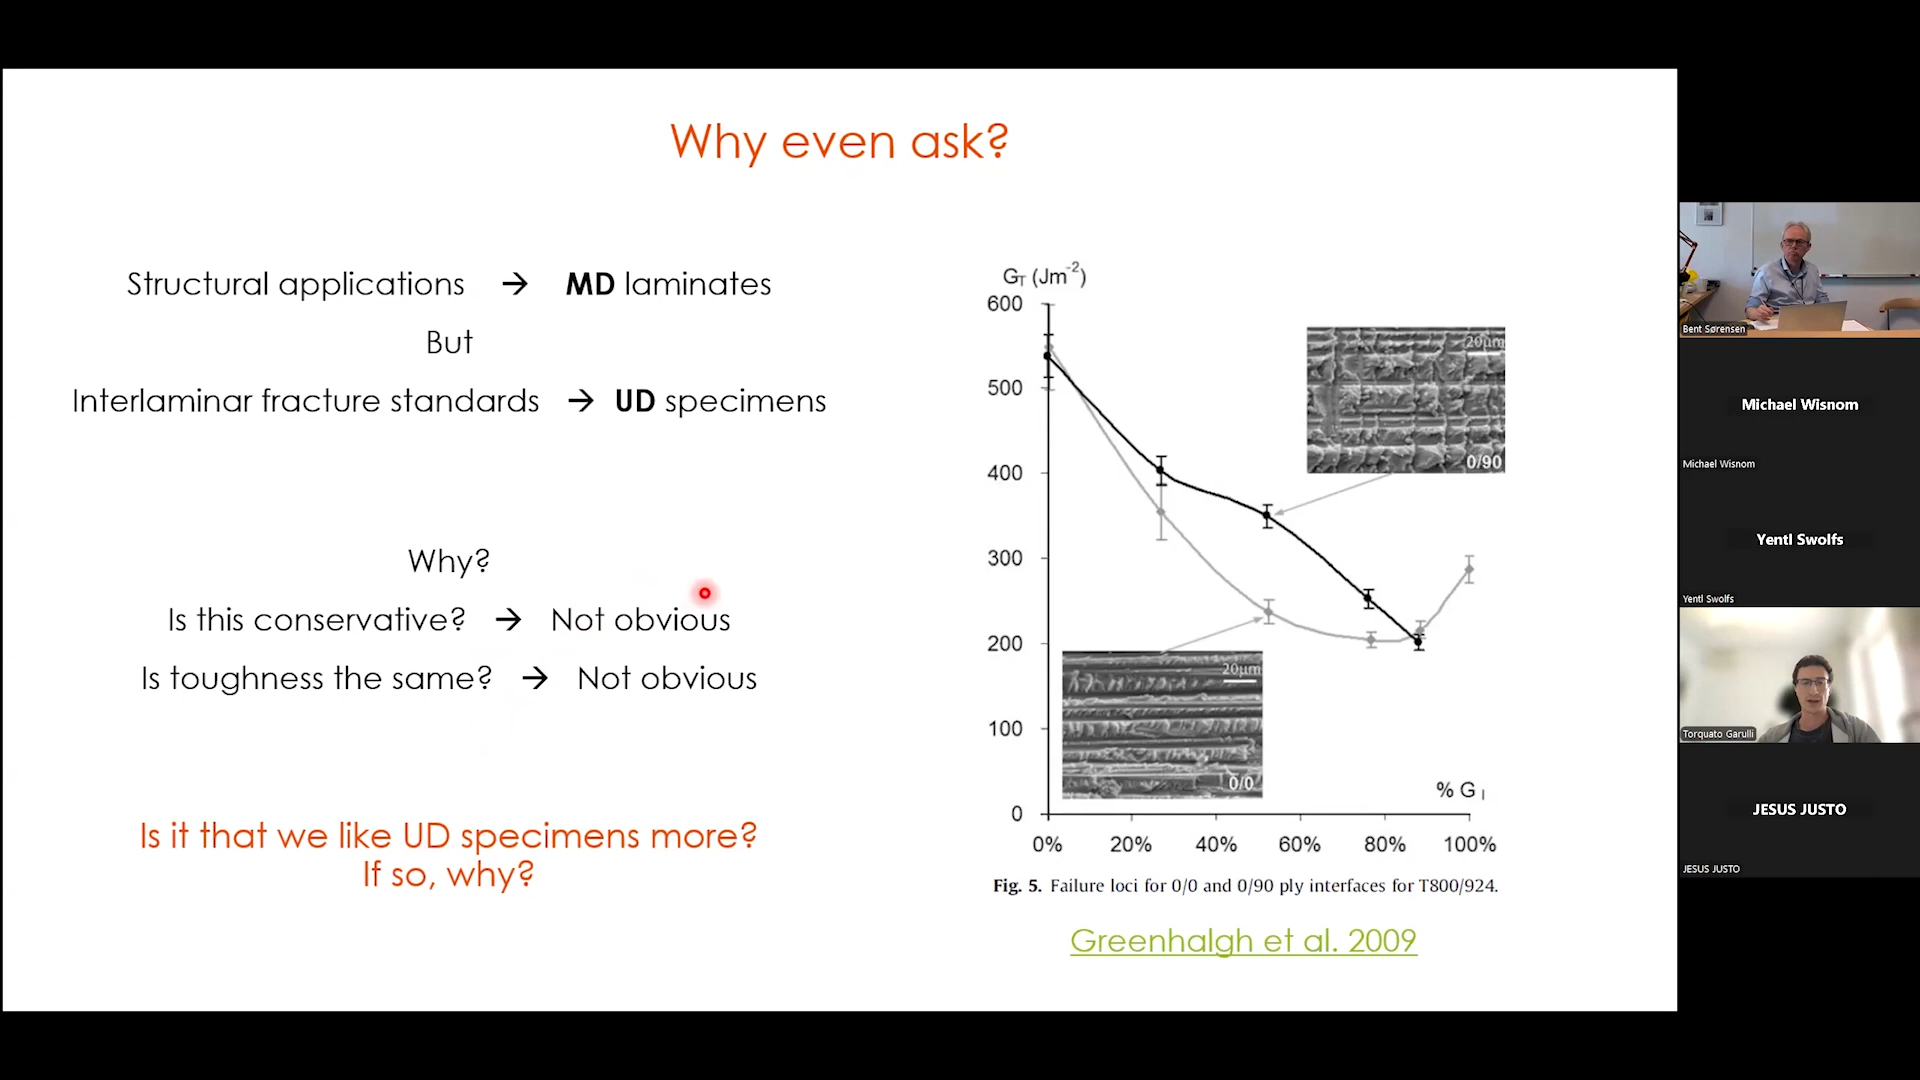 Why even ask?
Structural applications → MD laminates
But
Interlaminar fracture standards → UD specimens
Why?
Is this conservative? → Not obvious
Is toughness the same? → Not obvious
Is it that we like UD specimens more?
If so, why?
G_T (Jm⁻²)
600
500
400
300
200
100
0
20µm
0/90
20µm
0/0
% G_I
0% 20% 40% 60% 80% 100%
Fig. 5. Failure loci for 0/0 and 0/90 ply interfaces for T800/924.
Greenhalgh et al. 2009
Bent Sørensen
Michael Wisnom
Michael Wisnom
Yentl Swolfs
Yentl Swolfs
Torquato Garulli
JESUS JUSTO
JESUS JUSTO